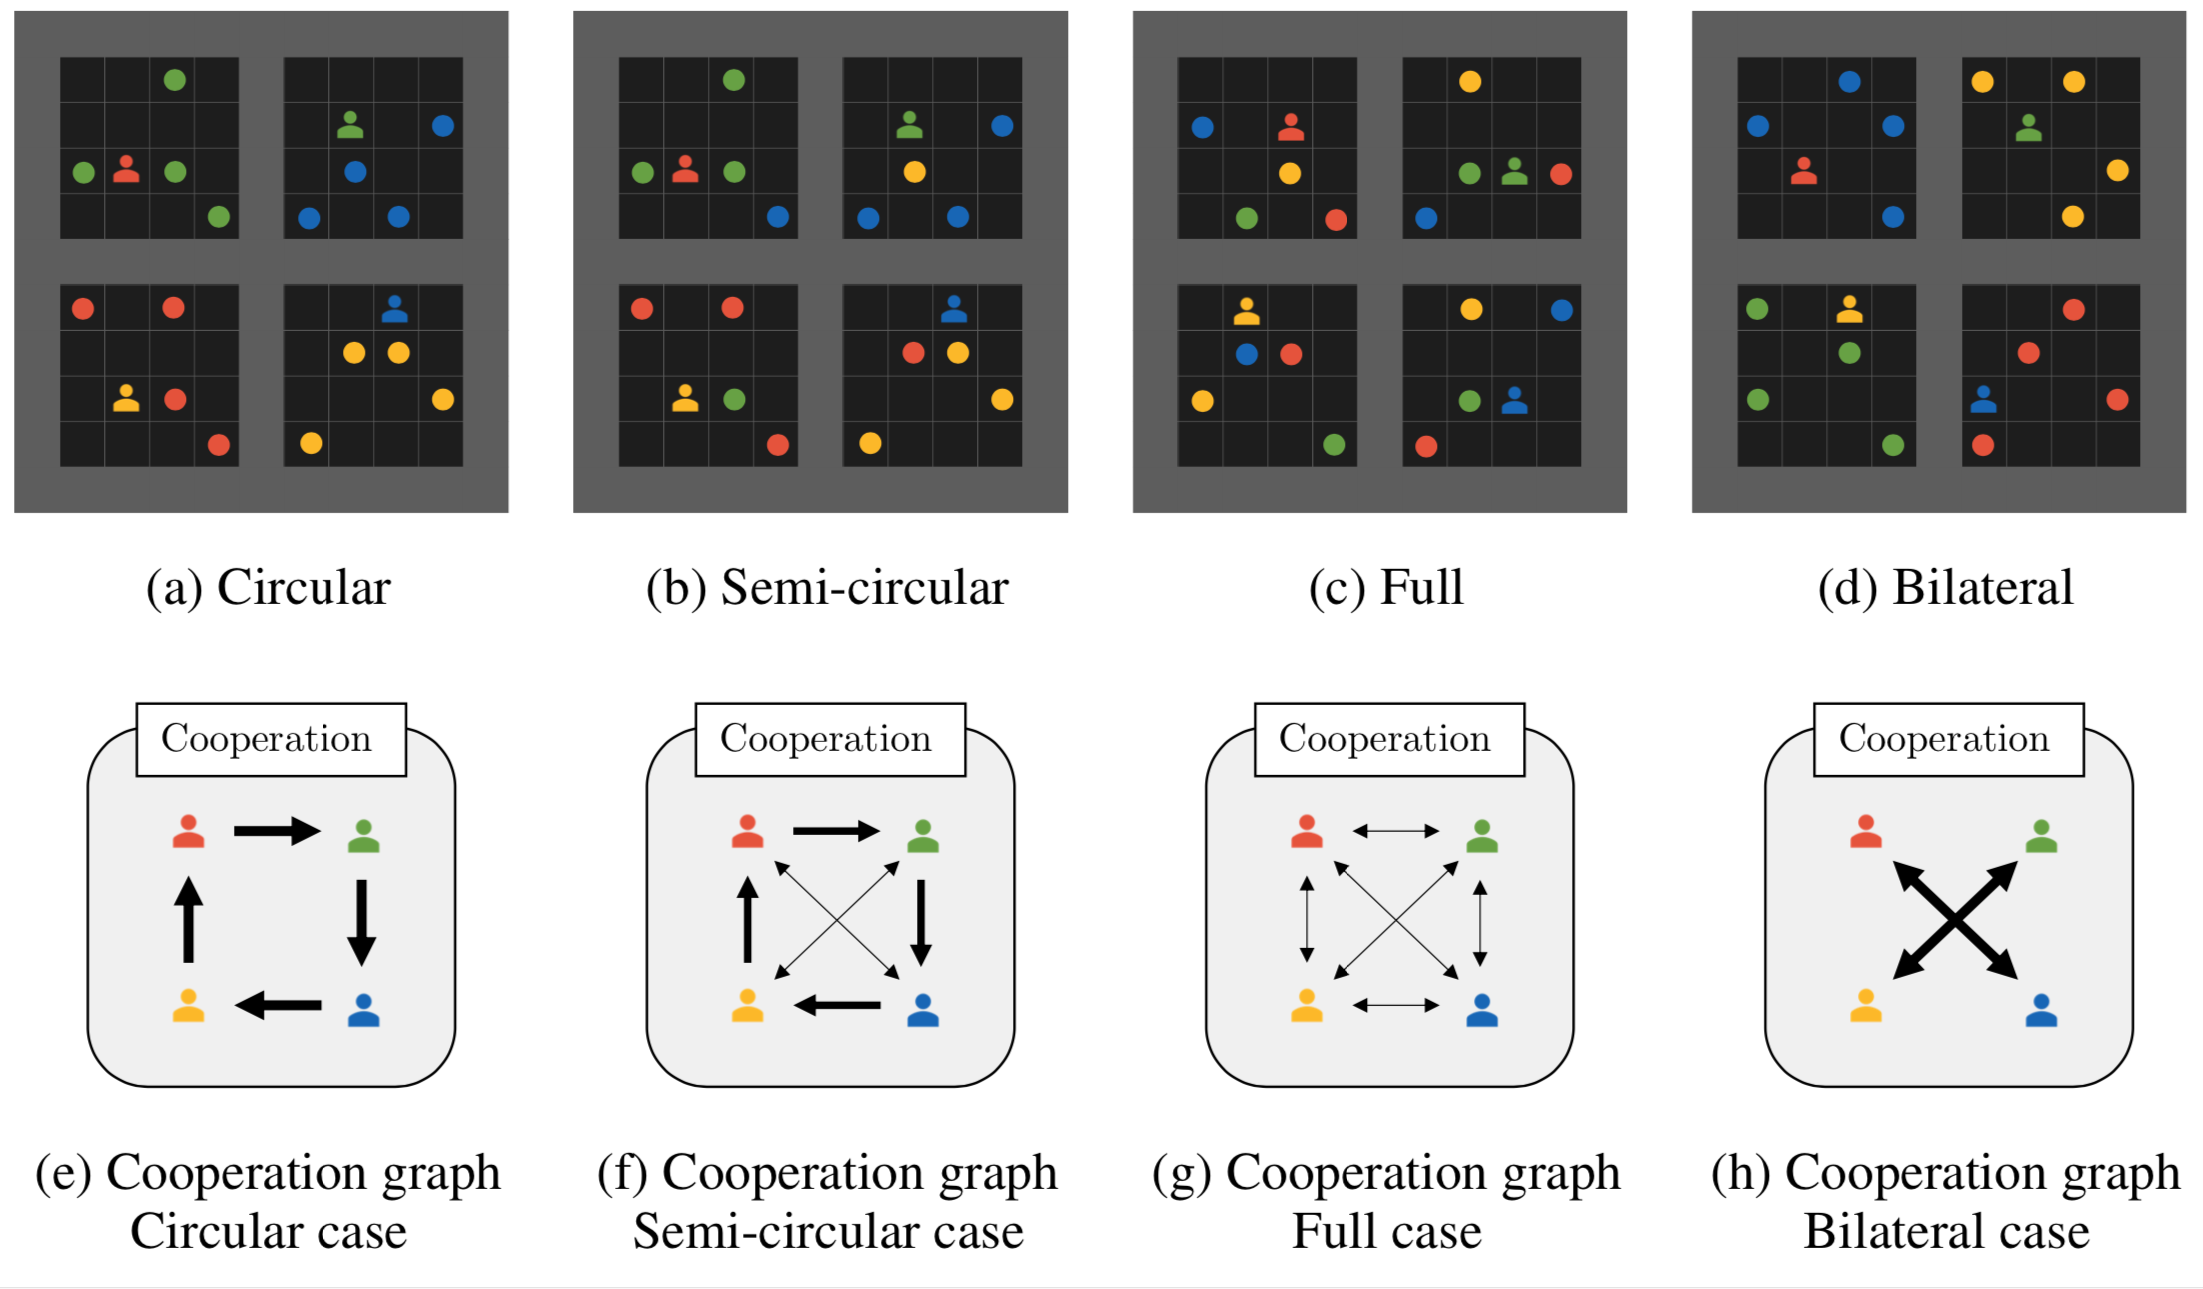 (a) Circular
(b) Semi-circular
(c) Full
(d) Bilateral
Cooperation
Cooperation
Cooperation
Cooperation
(e) Cooperation graph
Circular case
(f) Cooperation graph
Semi-circular case
(g) Cooperation graph
Full case
(h) Cooperation graph
Bilateral case